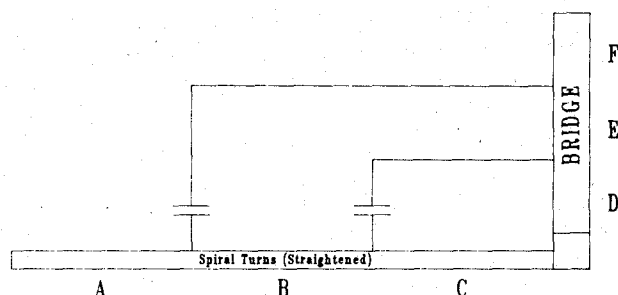 F
BRIDGE
E
D
Spiral Turns (Straightened)
A B C